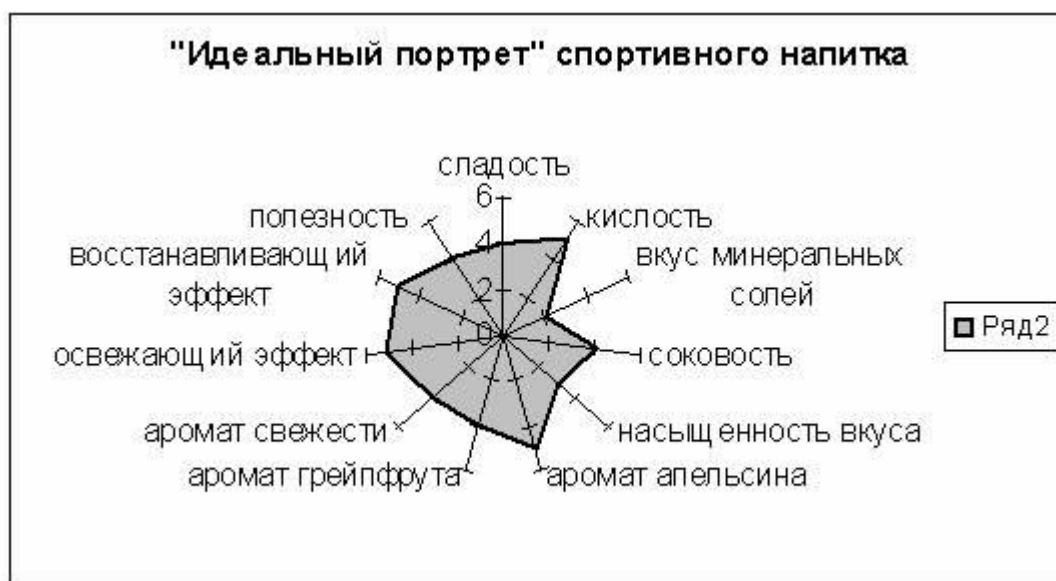 "Идеальный портрет" спортивного напитка
сладость
6
полезность
кислость
4
восстанавливающий
эффект
вкус минеральных
солей
2
0
Ряд2
освежающий эффект
соковость
аромат свежести
насыщенность вкуса
аромат грейпфрута
аромат апельсина